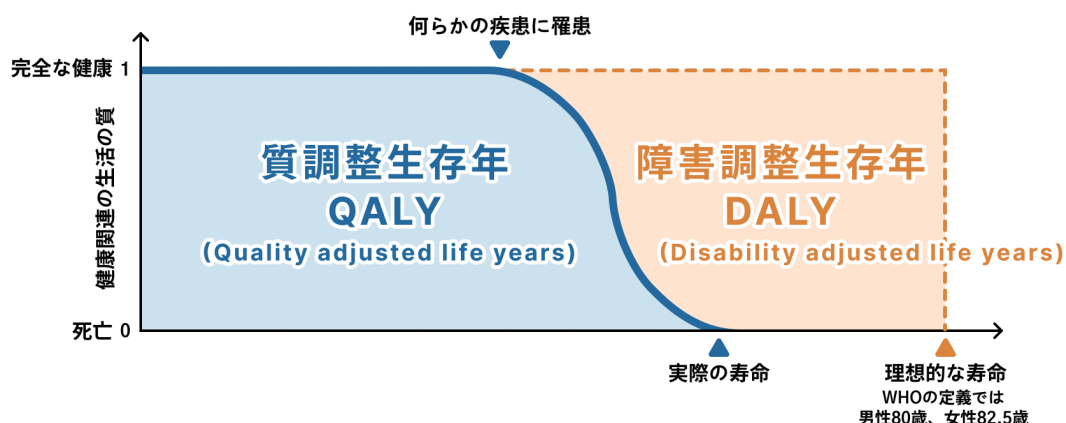 何らかの疾患に罹患
完全な健康 1
健康関連の生活の質
質調整生存年
QALY
(Quality adjusted life years)
障害調整生存年
DALY
(Disability adjusted life years)
死亡 0
実際の寿命
理想的な寿命
WHOの定義では
男性80歳、女性82.5歳